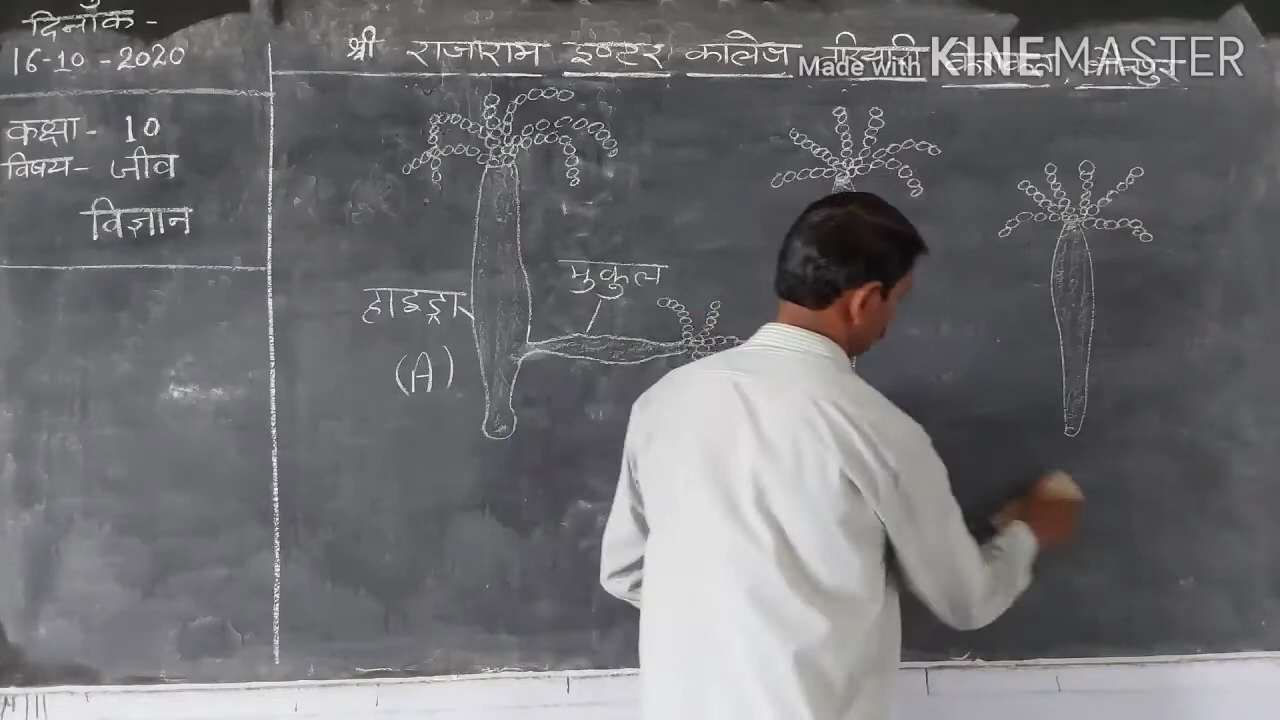 दिनाँक -
16-10-2020
श्री राजाराम इण्टर कालेज
Made with KINEMASTER
कक्षा - 10
विषय - जीव
विज्ञान
मुकुल
हाइड्रा
(A)